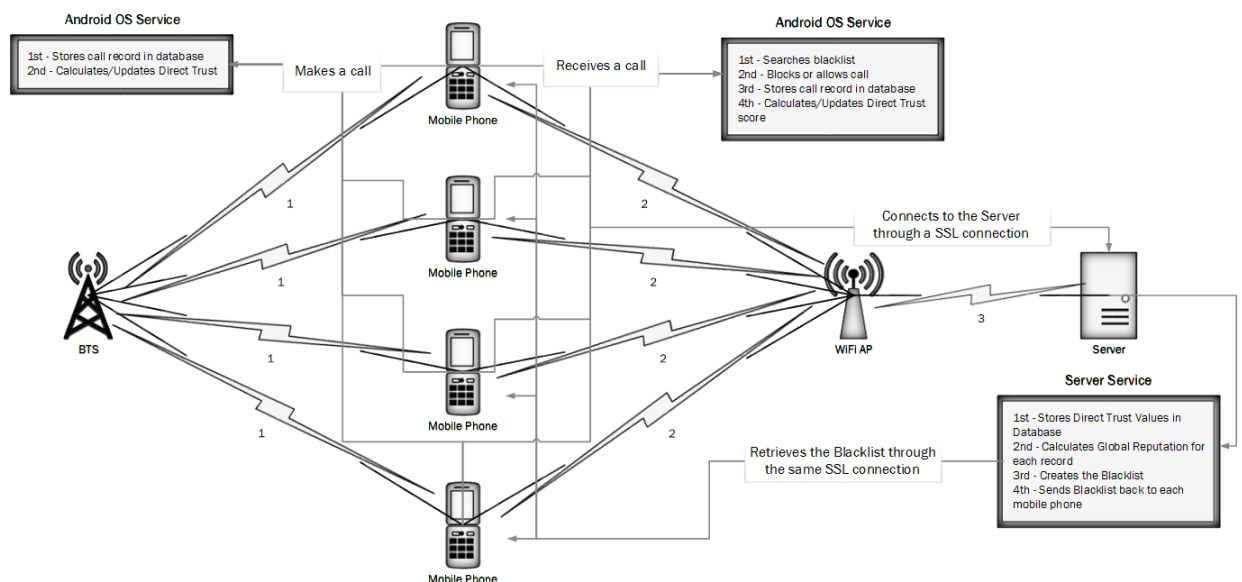 Android OS Service
1st - Stores call record in database
2nd - Calculates/Updates Direct Trust
Makes a call
Receives a call
Android OS Service
1st - Searches blacklist
2nd - Blocks or allows call
3rd - Stores call record in database
4th - Calculates/Updates Direct Trust
score
Mobile Phone
1
2
Mobile Phone
Connects to the Server
through a SSL connection
1
2
BTS
1
2
WiFi AP
3
Server
Mobile Phone
1
2
Retrieves the Blacklist through
the same SSL connection
Server Service
1st - Stores Direct Trust Values in
Database
2nd - Calculates Global Reputation for
each record
3rd - Creates the Blacklist
4th - Sends Blacklist back to each
mobile phone
Mobile Phone